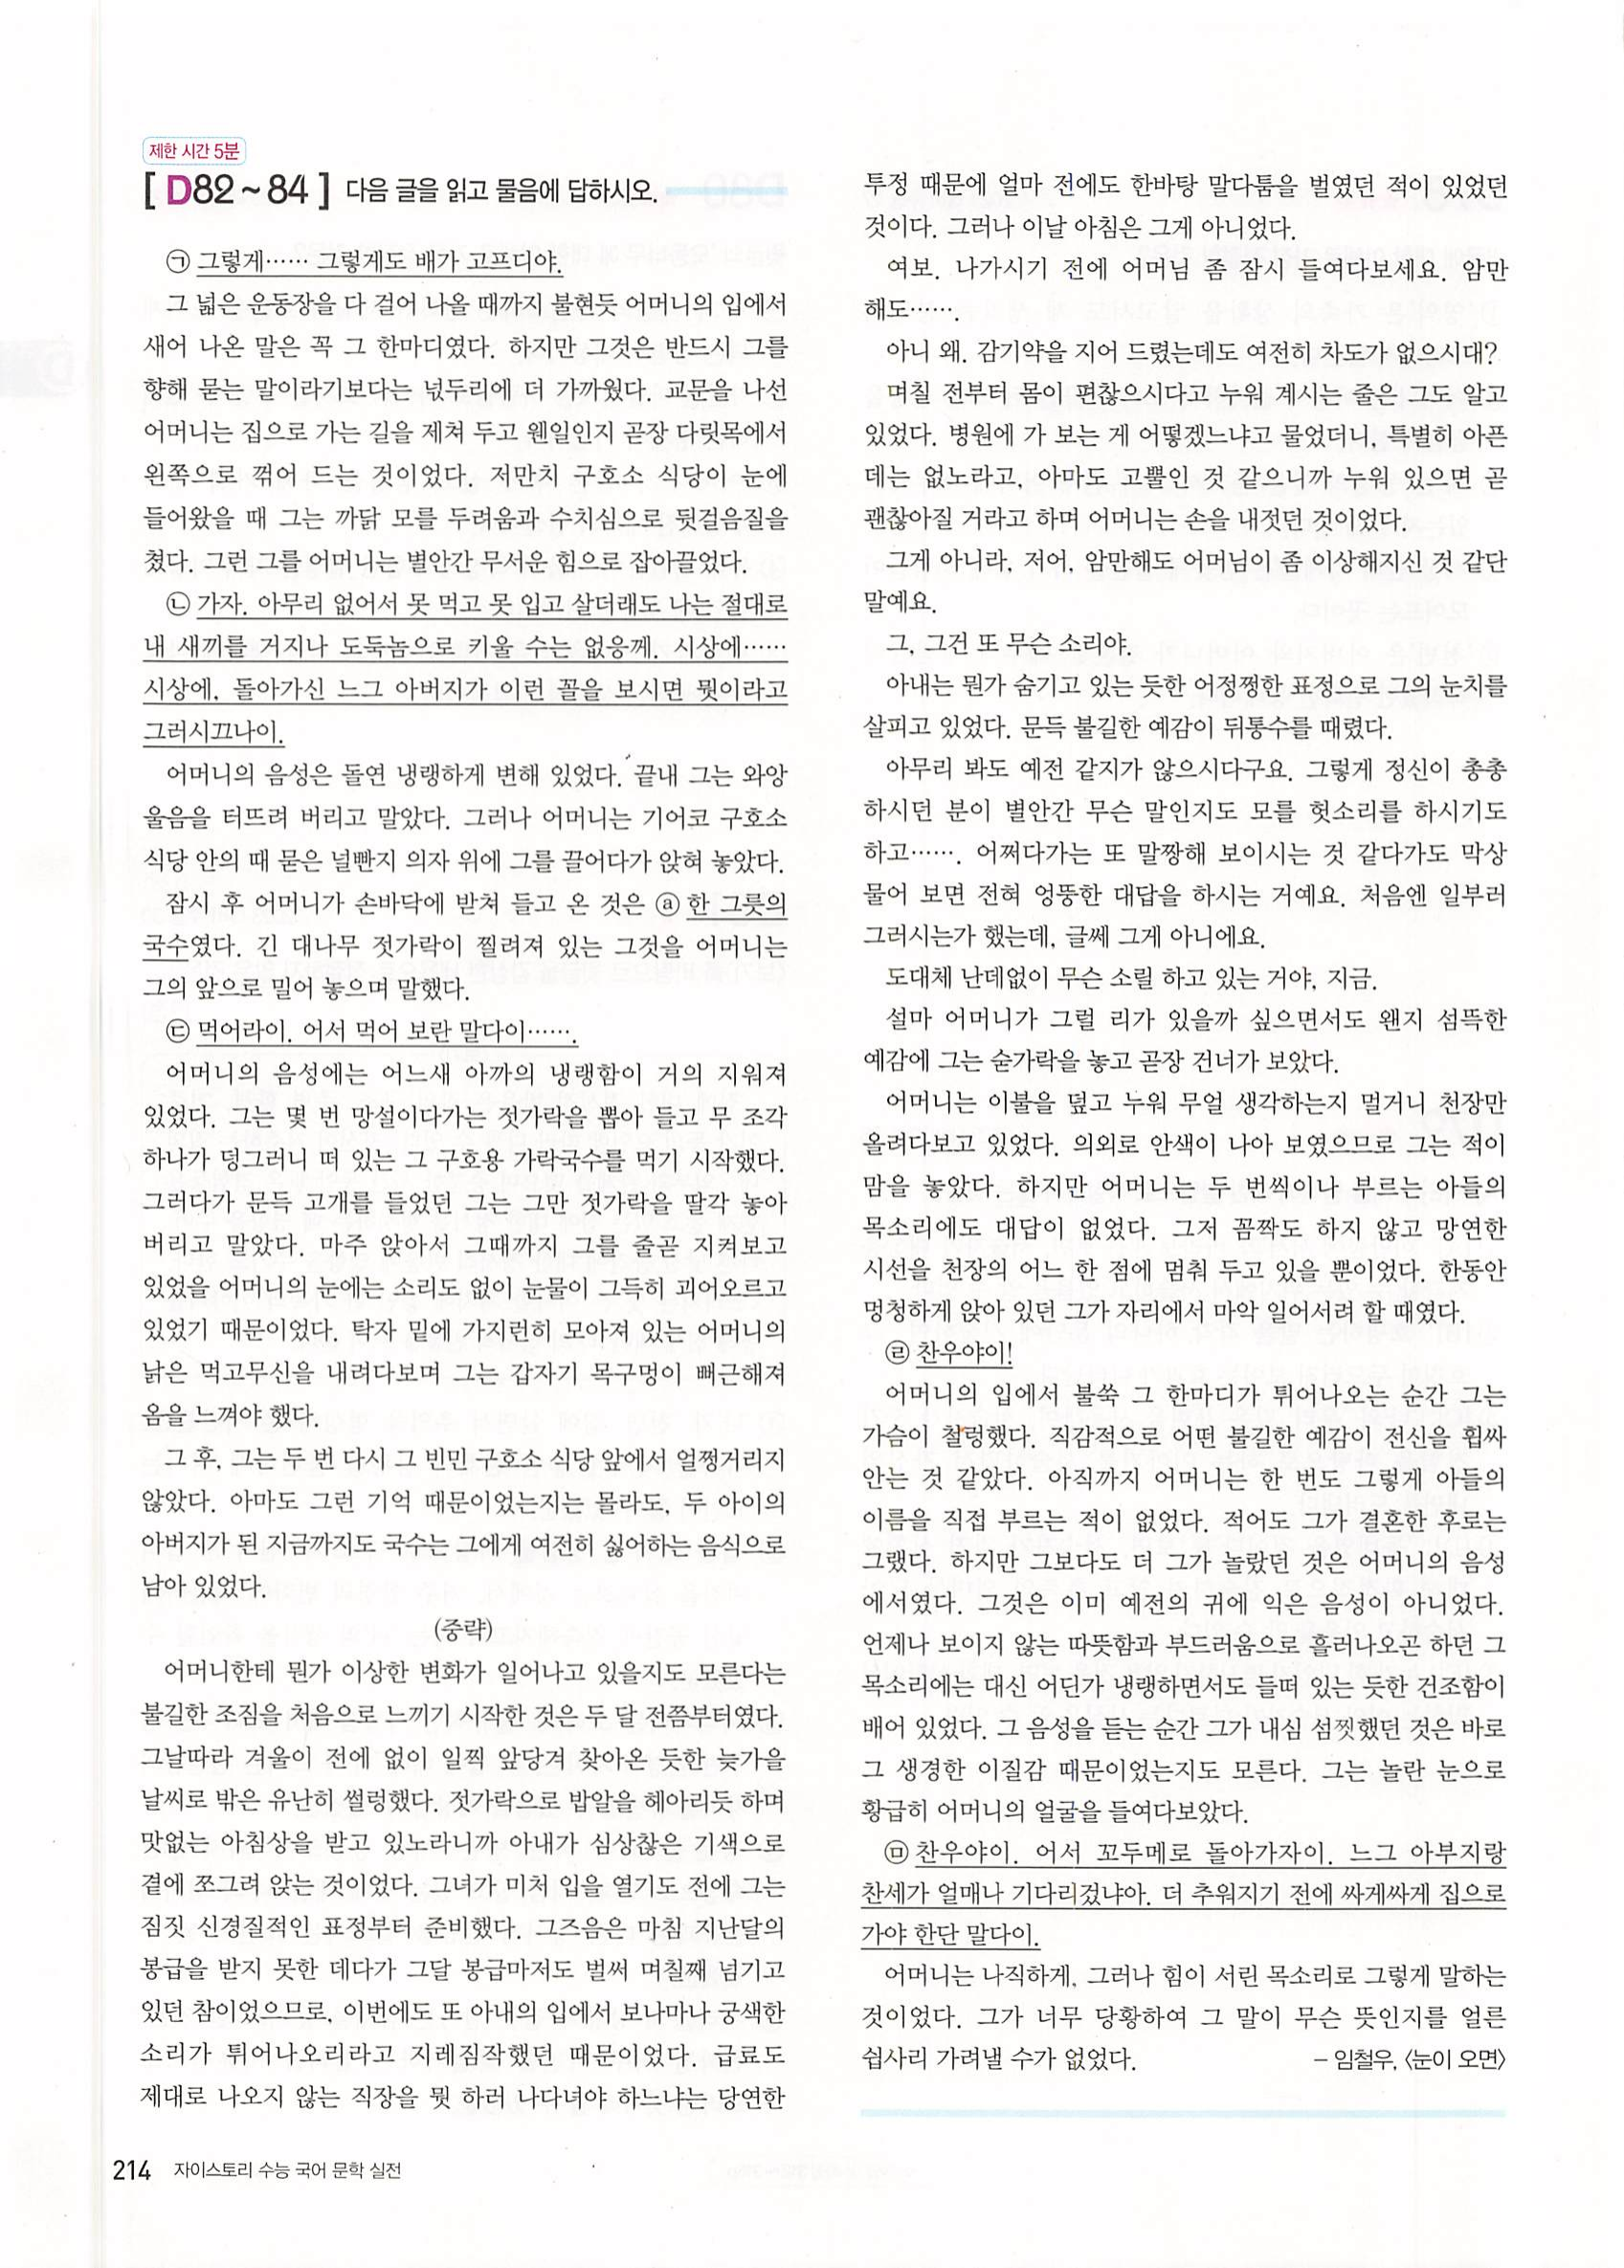 제한 시간 5분
[ D82 ~ 84 ] 다음 글을 읽고 물음에 답하시오.
㉠ 그렇게…… 그렇게도 배가 고프디야.
그 넓은 운동장을 다 걸어 나올 때까지 불현듯 어머니의 입에서
새어 나온 말은 꼭 그 한마디였다. 하지만 그것은 반드시 그를
향해 묻는 말이라기보다는 넋두리에 더 가까웠다. 교문을 나선
어머니는 집으로 가는 길을 제쳐 두고 웬일인지 곧장 다릿목에서
왼쪽으로 꺾어 드는 것이었다. 저만치 구호소 식당이 눈에
들어왔을 때 그는 까닭 모를 두려움과 수치심으로 뒷걸음질을
쳤다. 그런 그를 어머니는 별안간 무서운 힘으로 잡아끌었다.
㉡ 가자. 아무리 없어서 못 먹고 못 입고 살더래도 나는 절대로
내 새끼를 거지나 도둑놈으로 키울 수는 없응께. 시상에……
시상에, 돌아가신 느그 아버지가 이런 꼴을 보시면 뭣이라고
그러시끄나이.
어머니의 음성은 돌연 냉랭하게 변해 있었다. 끝내 그는 와앙
울음을 터뜨려 버리고 말았다. 그러나 어머니는 기어코 구호소
식당 안의 때 묻은 널빤지 의자 위에 그를 끌어다가 앉혀 놓았다.
잠시 후 어머니가 손바닥에 받쳐 들고 온 것은 ⓐ 한 그릇의
국수였다. 긴 대나무 젓가락이 찔려져 있는 그것을 어머니는
그의 앞으로 밀어 놓으며 말했다.
㉢ 먹어라이. 어서 먹어 보란 말다이…….
어머니의 음성에는 어느새 아까의 냉랭함이 거의 지워져
있었다. 그는 몇 번 망설이다가는 젓가락을 뽑아 들고 무 조각
하나가 덩그러니 떠 있는 그 구호용 가락국수를 먹기 시작했다.
그러다가 문득 고개를 들었던 그는 그만 젓가락을 딸각 놓아
버리고 말았다. 마주 앉아서 그때까지 그를 줄곧 지켜보고
있었을 어머니의 눈에는 소리도 없이 눈물이 그득히 괴어오르고
있었기 때문이었다. 탁자 밑에 가지런히 모아져 있는 어머니의
낡은 먹고무신을 내려다보며 그는 갑자기 목구멍이 뻐근해져
옴을 느껴야 했다.
그 후, 그는 두 번 다시 그 빈민 구호소 식당 앞에서 얼쩡거리지
않았다. 아마도 그런 기억 때문이었는지는 몰라도, 두 아이의
아버지가 된 지금까지도 국수는 그에게 여전히 싫어하는 음식으로
남아 있었다.
(중략)
어머니한테 뭔가 이상한 변화가 일어나고 있을지도 모른다는
불길한 조짐을 처음으로 느끼기 시작한 것은 두 달 전쯤부터였다.
그날따라 겨울이 전에 없이 일찍 앞당겨 찾아온 듯한 늦가을
날씨로 밖은 유난히 썰렁했다. 젓가락으로 밥알을 헤아리듯 하며
맛없는 아침상을 받고 있노라니까 아내가 심상찮은 기색으로
곁에 쪼그려 앉는 것이었다. 그녀가 미처 입을 열기도 전에 그는
짐짓 신경질적인 표정부터 준비했다. 그즈음은 마침 지난달의
봉급을 받지 못한 데다가 그달 봉급마저도 벌써 며칠째 넘기고
있던 참이었으므로, 이번에도 또 아내의 입에서 보나마나 궁색한
소리가 튀어나오리라고 지레짐작했던 때문이었다. 급료도
제대로 나오지 않는 직장을 뭣 하러 나다녀야 하느냐는 당연한
투정 때문에 얼마 전에도 한바탕 말다툼을 벌였던 적이 있었던
것이다. 그러나 이날 아침은 그게 아니었다.
여보. 나가시기 전에 어머님 좀 잠시 들여다보세요. 암만
해도…….
아니 왜. 감기약을 지어 드렸는데도 여전히 차도가 없으시대?
며칠 전부터 몸이 편찮으시다고 누워 계시는 줄은 그도 알고
있었다. 병원에 가 보는 게 어떻겠느냐고 물었더니, 특별히 아픈
데는 없노라고, 아마도 고뿔인 것 같으니까 누워 있으면 곧
괜찮아질 거라고 하며 어머니는 손을 내젓던 것이었다.
그게 아니라, 저어, 암만해도 어머님이 좀 이상해지신 것 같단
말예요.
그, 그건 또 무슨 소리야.
아내는 뭔가 숨기고 있는 듯한 어정쩡한 표정으로 그의 눈치를
살피고 있었다. 문득 불길한 예감이 뒤통수를 때렸다.
아무리 봐도 예전 같지가 않으시다구요. 그렇게 정신이 총총
하시던 분이 별안간 무슨 말인지도 모를 헛소리를 하시기도
하고……. 어쩌다가는 또 말짱해 보이시는 것 같다가도 막상
물어 보면 전혀 엉뚱한 대답을 하시는 거예요. 처음엔 일부러
그러시는가 했는데, 글쎄 그게 아니에요.
도대체 난데없이 무슨 소릴 하고 있는 거야, 지금.
설마 어머니가 그럴 리가 있을까 싶으면서도 왠지 섬뜩한
예감에 그는 숟가락을 놓고 곧장 건너가 보았다.
어머니는 이불을 덮고 누워 무얼 생각하는지 멀거니 천장만
올려다보고 있었다. 의외로 안색이 나아 보였으므로 그는 적이
맘을 놓았다. 하지만 어머니는 두 번씩이나 부르는 아들의
목소리에도 대답이 없었다. 그저 꼼짝도 하지 않고 망연한
시선을 천장의 어느 한 점에 멈춰 두고 있을 뿐이었다. 한동안
멍청하게 앉아 있던 그가 자리에서 마악 일어서려 할 때였다.
㉣ 찬우야이!
어머니의 입에서 불쑥 그 한마디가 튀어나오는 순간 그는
가슴이 철렁했다. 직감적으로 어떤 불길한 예감이 전신을 휩싸
안는 것 같았다. 아직까지 어머니는 한 번도 그렇게 아들의
이름을 직접 부르는 적이 없었다. 적어도 그가 결혼한 후로는
그랬다. 하지만 그보다도 더 그가 놀랐던 것은 어머니의 음성
에서였다. 그것은 이미 예전의 귀에 익은 음성이 아니었다.
언제나 보이지 않는 따뜻함과 부드러움으로 흘러나오곤 하던 그
목소리에는 대신 어딘가 냉랭하면서도 들떠 있는 듯한 건조함이
배어 있었다. 그 음성을 듣는 순간 그가 내심 섬찟했던 것은 바로
그 생경한 이질감 때문이었는지도 모른다. 그는 놀란 눈으로
황급히 어머니의 얼굴을 들여다보았다.
㉤ 찬우야이. 어서 꼬두메로 돌아가자이. 느그 아부지랑
찬세가 얼매나 기다리겄냐아. 더 추워지기 전에 싸게싸게 집으로
가야 한단 말다이.
어머니는 나직하게, 그러나 힘이 서린 목소리로 그렇게 말하는
것이었다. 그가 너무 당황하여 그 말이 무슨 뜻인지를 얼른
쉽사리 가려낼 수가 없었다. – 임철우, 〈눈이 오면〉
214 자이스토리 수능 국어 문학 실전